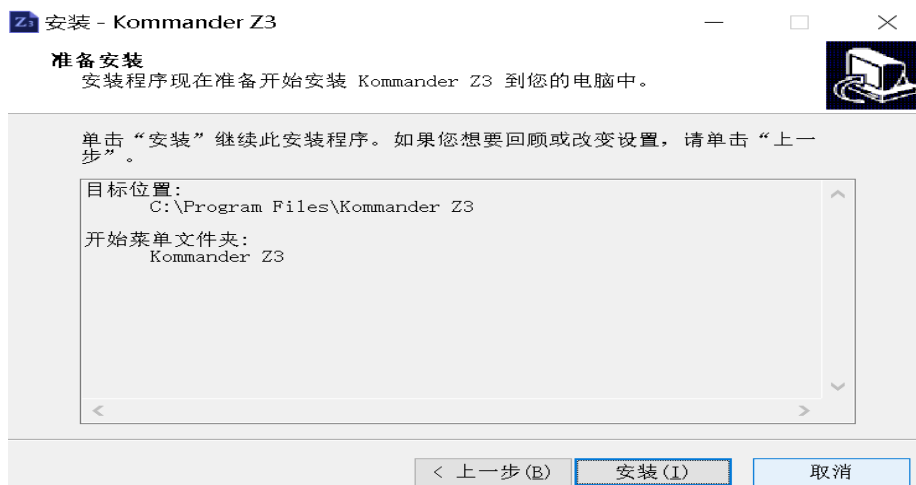 Z3 安装 - Kommander Z3
准备安装
安装程序现在准备开始安装 Kommander Z3 到您的电脑中。
单击“安装”继续此安装程序。如果您想要回顾或改变设置，请单击“上一
步”。
目标位置:
C:\Program Files\Kommander Z3
开始菜单文件夹:
Kommander Z3
< 上一步(B)
安装(I)
取消